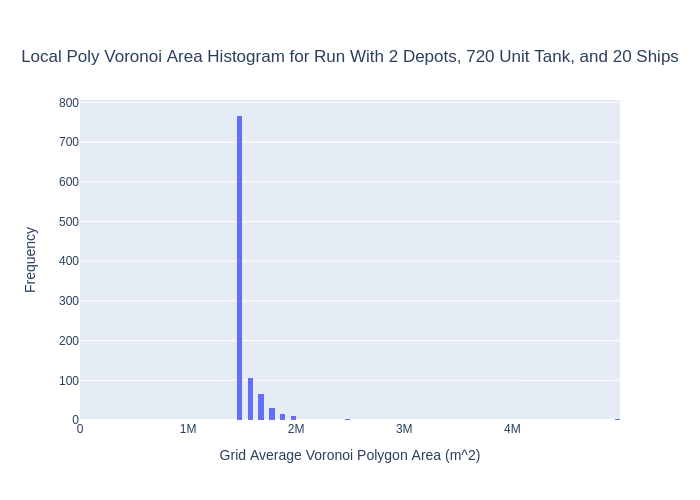 Local Poly Voronoi Area Histogram for Run With 2 Depots, 720 Unit Tank, and 20 Ships
800
700
600
500
400
300
200
100
0
Frequency
0 1M 2M 3M 4M
Grid Average Voronoi Polygon Area (m^2)